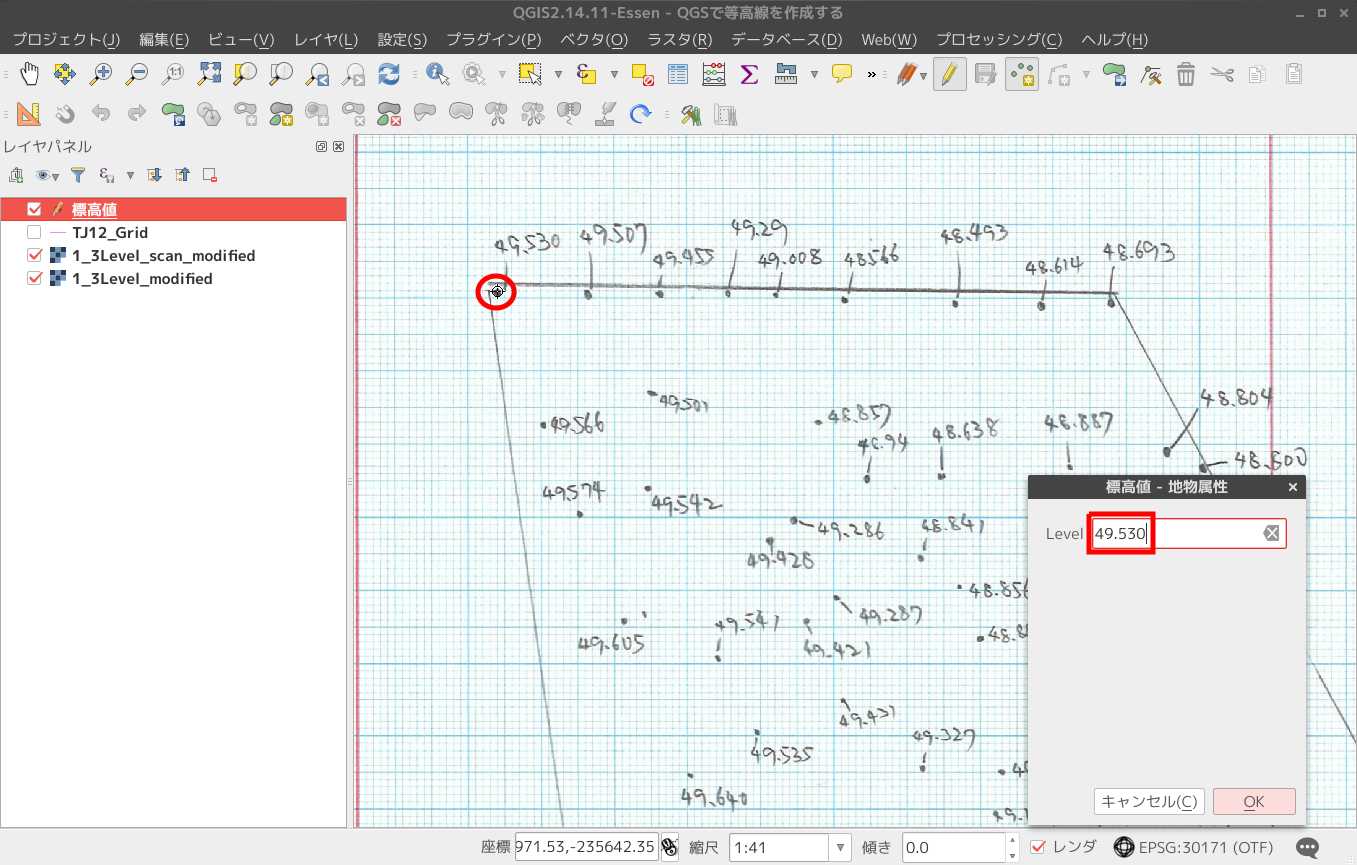 QGIS2.14.11-Essen - QGSで等高線を作成する
プロジェクト(J) 編集(E) ビュー(V) レイヤ(L) 設定(S) プラグイン(P) ベクタ(O) ラスタ(R) データベース(D) Web(W) プロセッシング(C) ヘルプ(H)
レイヤパネル
標高値
TJ12_Grid
1_3Level_scan_modified
1_3Level_modified
49.530 49.507 49.455 49.29 49.008 48.566 48.493 48.614 48.693
49.501
49.566
48.857
48.638
48.887
48.804
48.600
49.574
49.542
49.286
48.841
49.428
48.856
49.287
49.541
49.605
49.421
49.431
49.327
49.535
49.640
標高値 - 地物属性
Level 49.530
キャンセル(C) OK
座標 971.53,-235642.35 縮尺 1:41 傾き 0.0 レンダ EPSG:30171 (OTF)